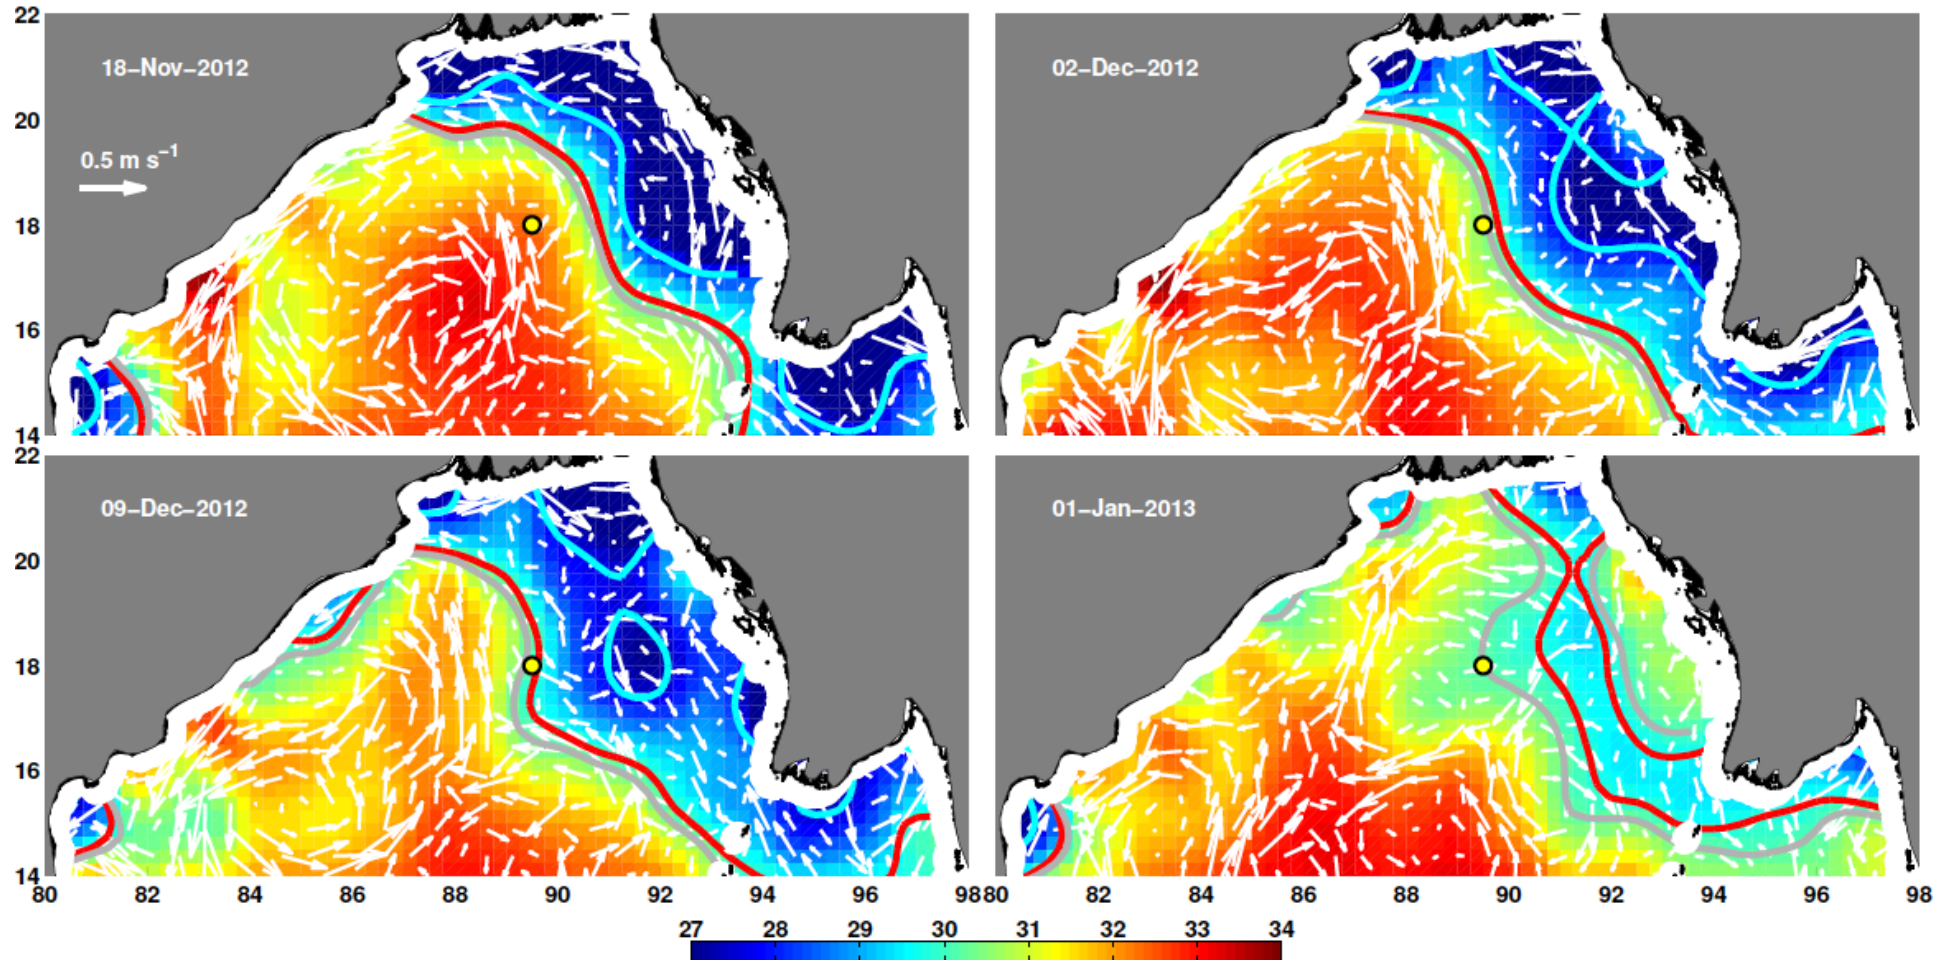 22
20
18
16
14
18–Nov–2012
0.5 m s⁻¹
02–Dec–2012
22
20
18
16
14
09–Dec–2012
01–Jan–2013
80 82 84 86 88 90 92 94 96 98 80 82 84 86 88 90 92 94 96 98
27 28 29 30 31 32 33 34